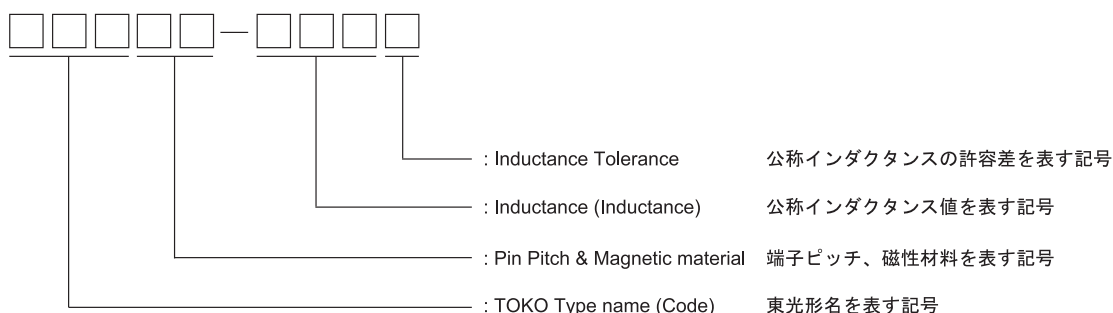 : Inductance Tolerance 公称インダクタンスの許容差を表す記号
: Inductance (Inductance) 公称インダクタンス値を表す記号
: Pin Pitch & Magnetic material 端子ピッチ、磁性材料を表す記号
: TOKO Type name (Code) 東光形名を表す記号